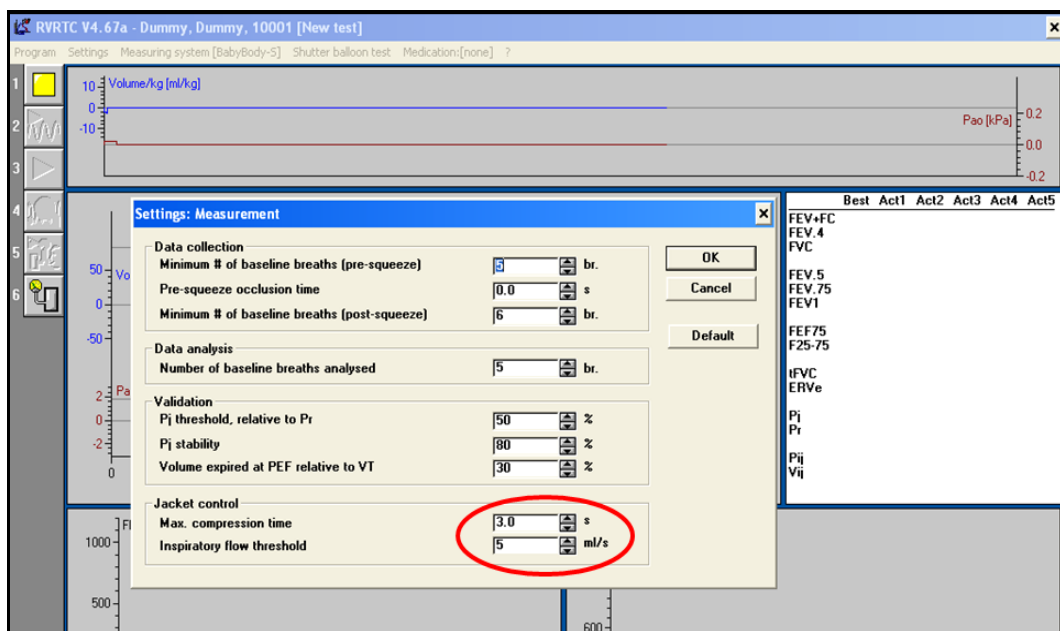 RVRTC V4.67a - Dummy, Dummy, 10001 [New test]
Program Settings Measuring system [BabyBody-S] Shutter balloon test Medication:[none] ?
1
2
3
4
5
6
10 Volume/kg [ml/kg]
0
-10
Pao [kPa]
0.2
0.0
-0.2
Best Act1 Act2 Act3 Act4 Act5
FEV+FC
FEV.4
FVC
FEV.5
FEV.75
FEV1
FEF75
F25-75
tFVC
ERVe
Pj
Pr
Pij
Vij
50 Vo
0
-50
2 Pa
0
-2
0
Settings: Measurement
Data collection
Minimum # of baseline breaths (pre-squeeze) 5 br.
Pre-squeeze occlusion time 0.0 s
Minimum # of baseline breaths (post-squeeze) 6 br.
Data analysis
Number of baseline breaths analysed 5 br.
Validation
Pj threshold, relative to Pr 50 %
Pj stability 80 %
Volume expired at PEF relative to VT 30 %
Jacket control
Max. compression time 3.0 s
Inspiratory flow threshold 5 ml/s
OK
Cancel
Default
Fl
1000
500
600